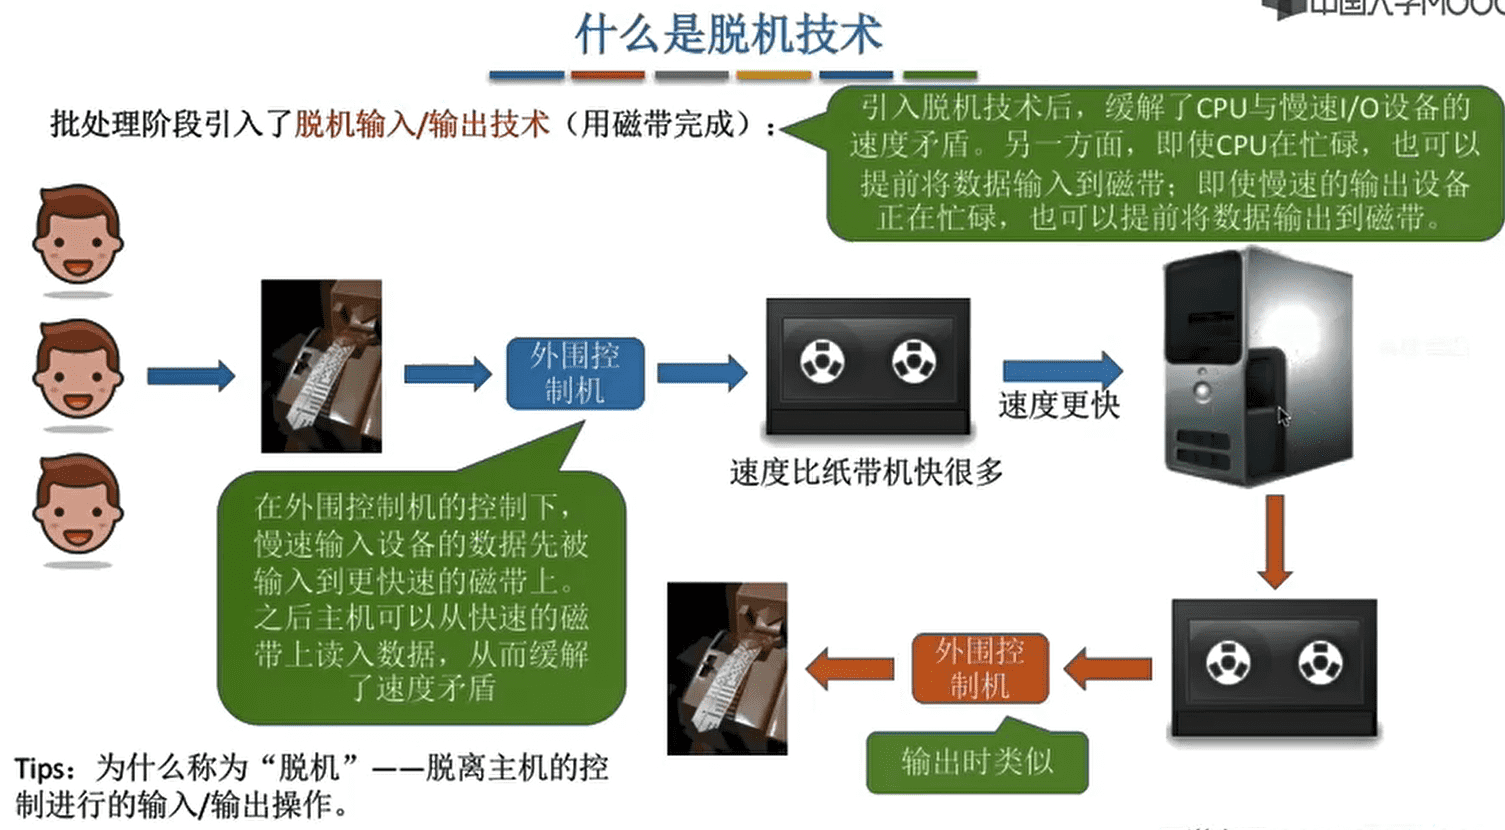 中国大学MOOC
什么是脱机技术
批处理阶段引入了脱机输入/输出技术（用磁带完成）：
引入脱机技术后，缓解了CPU与慢速I/O设备的
速度矛盾。另一方面，即使CPU在忙碌，也可以
提前将数据输入到磁带；即使慢速的输出设备
正在忙碌，也可以提前将数据输出到磁带。
外围控
制机
速度更快
速度比纸带机快很多
在外围控制机的控制下，
慢速输入设备的数据先被
输入到更快速的磁带上。
之后主机可以从快速的磁
带上读入数据，从而缓解
了速度矛盾
外围控
制机
输出时类似
Tips：为什么称为“脱机”——脱离主机的控
制进行的输入/输出操作。